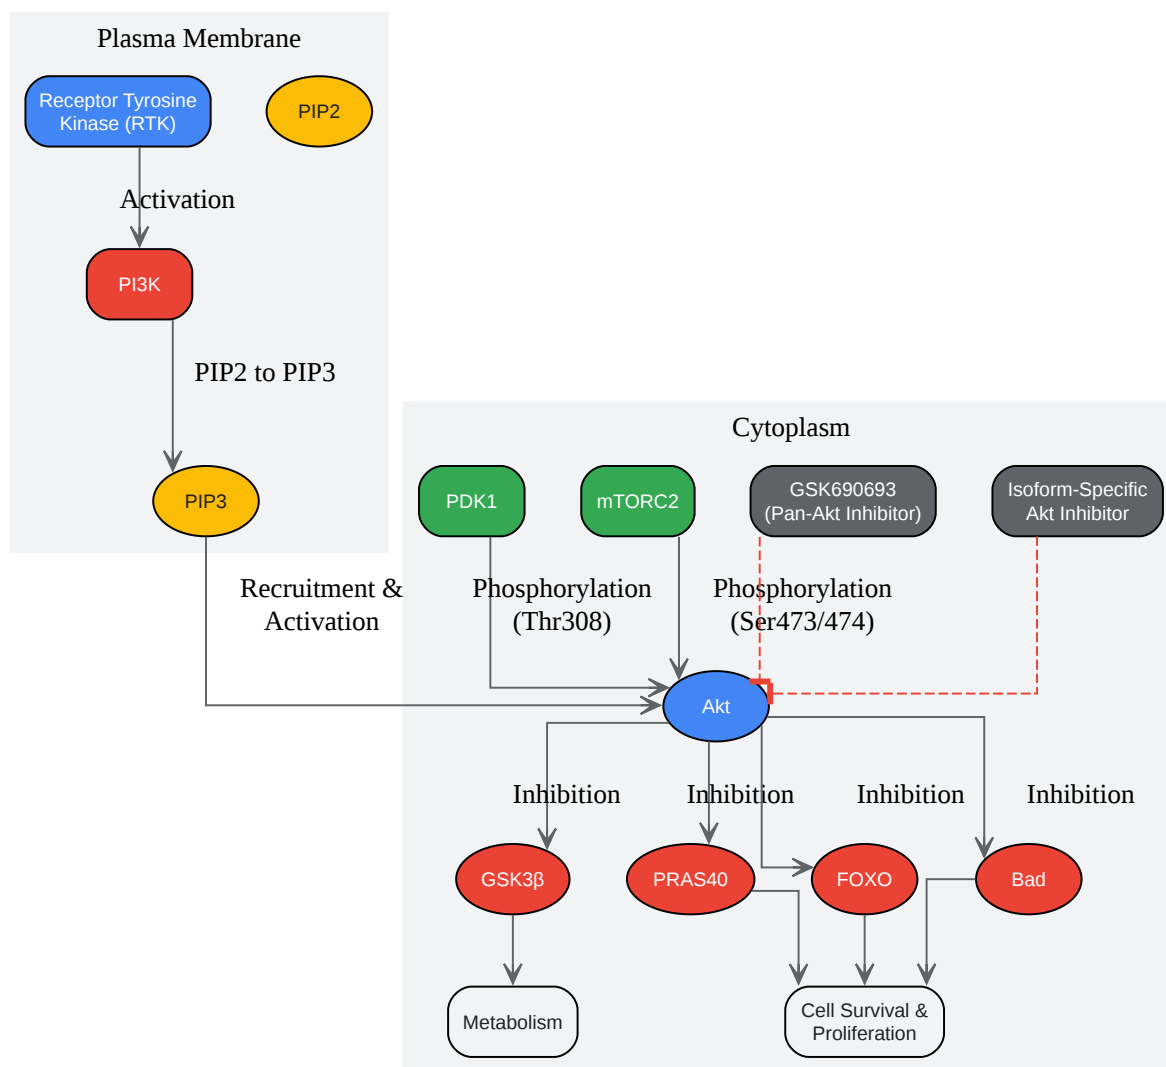 Plasma Membrane
Receptor Tyrosine
Kinase (RTK)
PIP2
Activation
PI3K
PIP2 to PIP3
PIP3
Cytoplasm
PDK1
mTORC2
GSK690693
(Pan-Akt Inhibitor)
Isoform-Specific
Akt Inhibitor
Recruitment &
Activation
Phosphorylation
(Thr308)
Phosphorylation
(Ser473/474)
Akt
Inhibition
Inhibition
Inhibition
Inhibition
GSK3β
PRAS40
FOXO
Bad
Metabolism
Cell Survival &
Proliferation